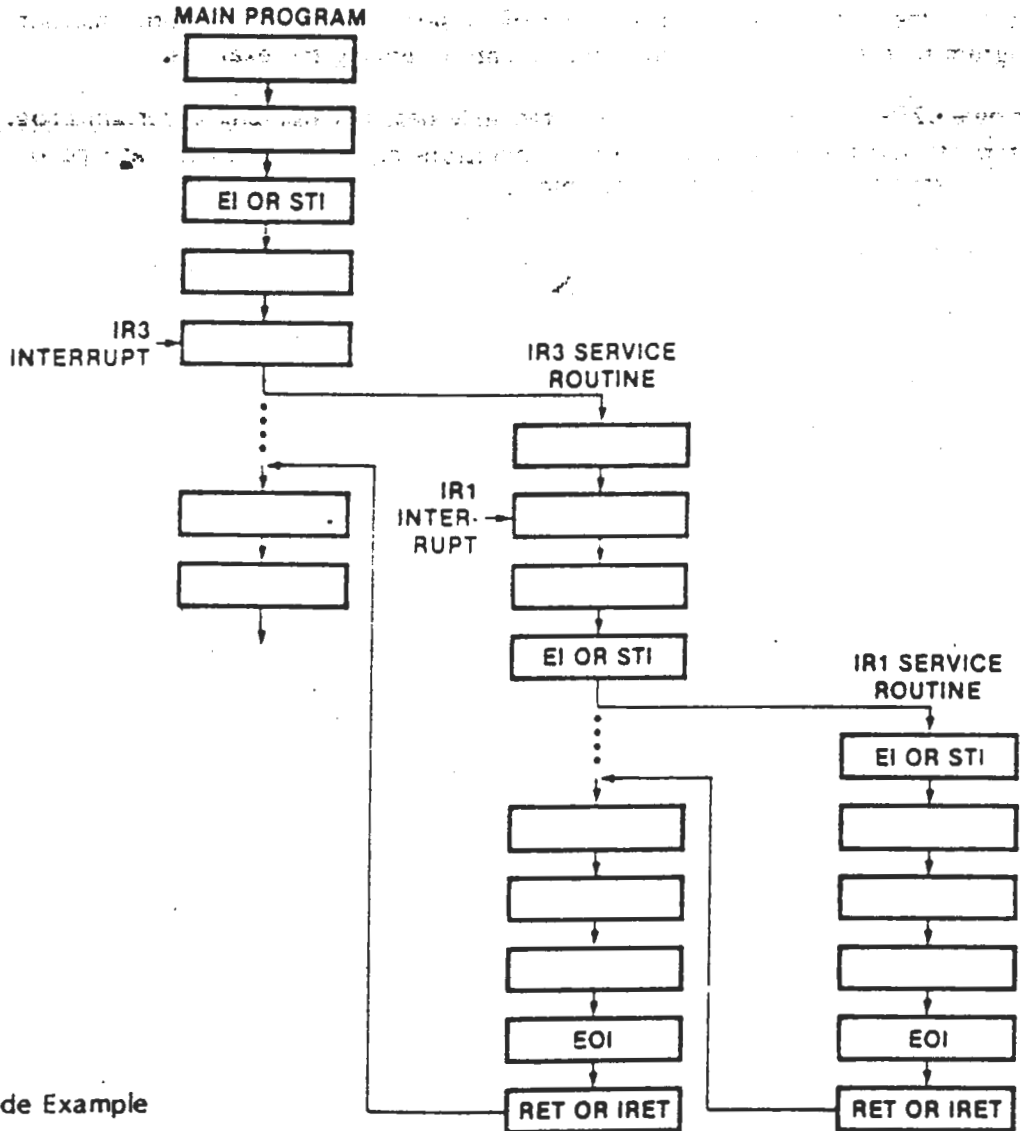 MAIN PROGRAM
EI OR STI
IR3
INTERRUPT
IR3 SERVICE
ROUTINE
IR1
INTER-
RUPT
EI OR STI
IR1 SERVICE
ROUTINE
EI OR STI
EOI
EOI
de Example
RET OR IRET
RET OR IRET